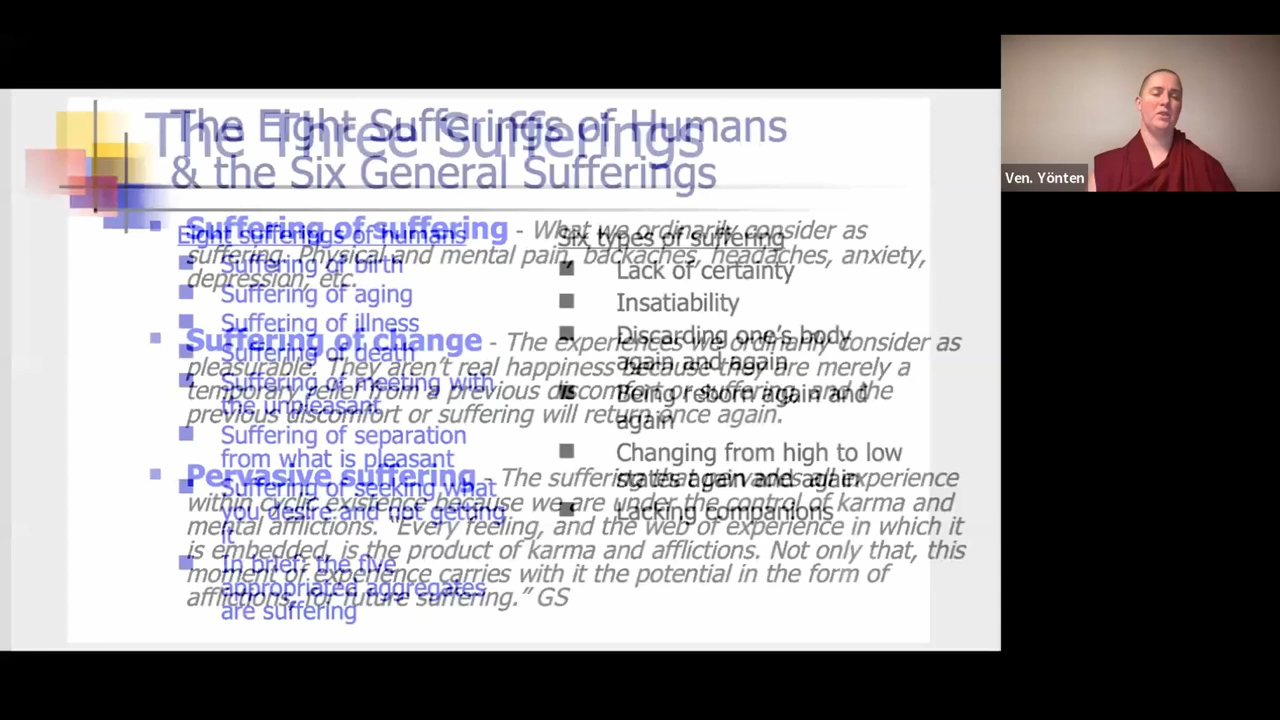 The Eight Sufferings of Humans
& the Six General Sufferings
Eight sufferings of humans
Suffering of birth
Suffering of aging
Suffering of illness
Suffering of death
Suffering of meeting with
the unpleasant
Suffering of separation
from what is pleasant
Suffering of seeking what
you desire and not getting
it
In brief: the five
appropriated aggregates
are suffering
Six types of suffering
Lack of certainty
Insatiability
Discarding one's body
again and again
Being reborn again and
again
Changing from high to low
states again and again
Lacking companions
The Three Sufferings
Suffering of suffering - What we ordinarily consider as
suffering. Physical and mental pain, backaches, headaches, anxiety,
depression, etc.
Suffering of change - The experiences we ordinarily consider as
pleasurable. They aren't real happiness because they are merely a
temporary relief from a previous discomfort or suffering, and the
previous discomfort or suffering will return once again.
Pervasive suffering - The suffering that pervades all experience
within cyclic existence because we are under the control of karma and
mental afflictions. "Every feeling, and the web of experience in which it
is embedded, is the product of karma and afflictions. Not only that, this
moment of experience carries with it the potential in the form of
afflictions, for future suffering." GS
Ven. Yönten